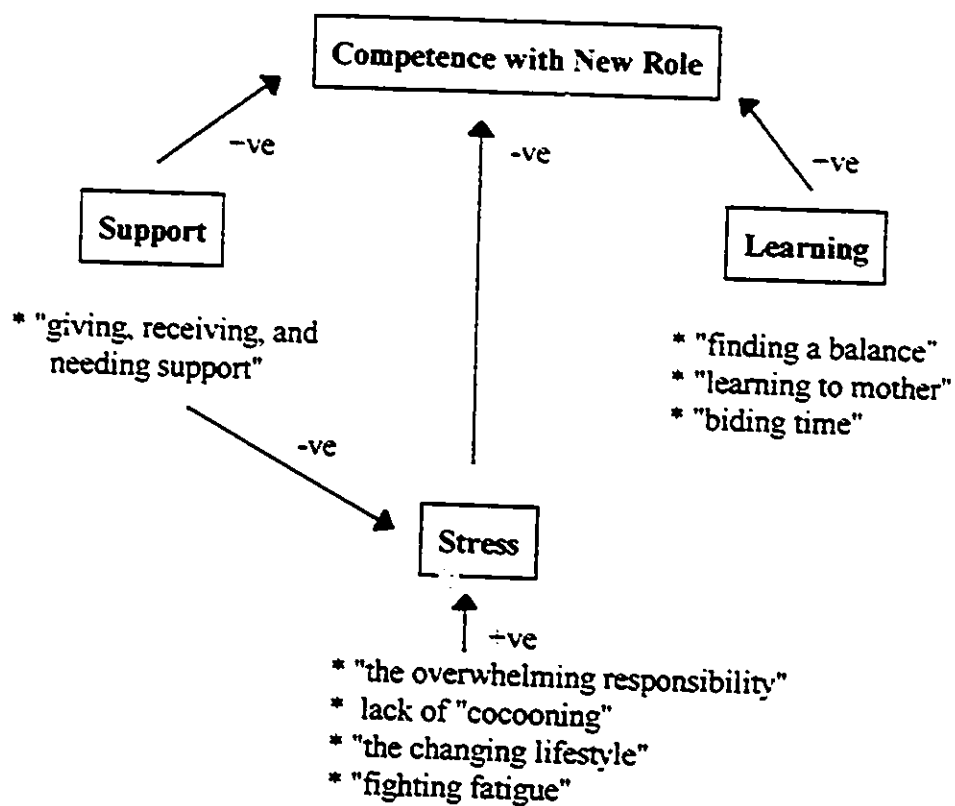 Competence with New Role
+ve
-ve
+ve
Support
Learning
* "giving, receiving, and
needing support"
* "finding a balance"
* "learning to mother"
* "biding time"
-ve
Stress
+ve
* "the overwhelming responsibility"
* lack of "cocooning"
* "the changing lifestyle"
* "fighting fatigue"